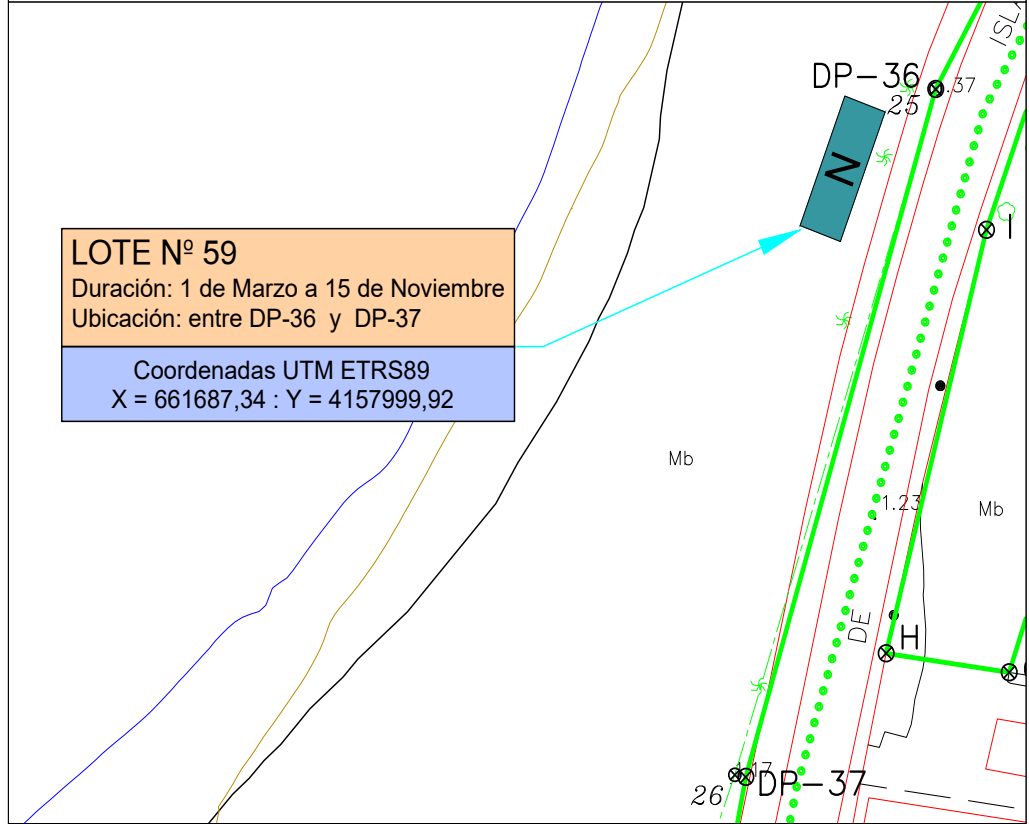 ISLA
DP-36
.37
25
N
I
LOTE Nº 59
Duración: 1 de Marzo a 15 de Noviembre
Ubicación: entre DP-36 y DP-37
Coordenadas UTM ETRS89
X = 661687,34 : Y = 4157999,92
Mb
1.23
Mb
DE
H
DP-37
26